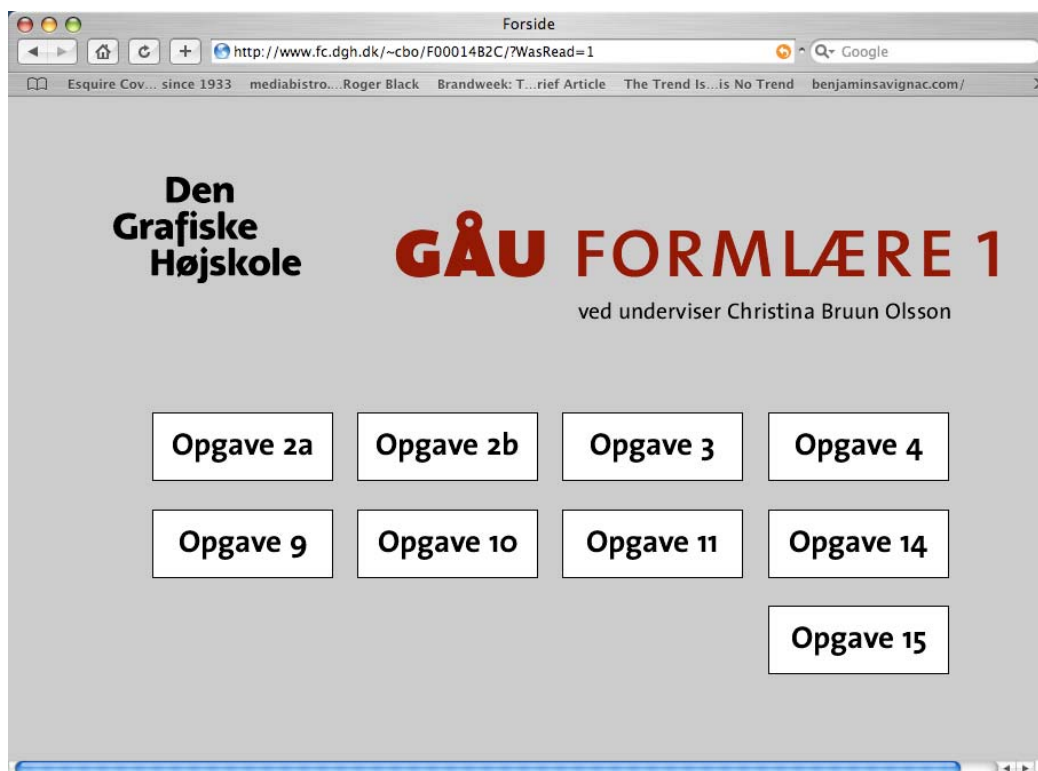 Forside
http://www.fc.dgh.dk/~cbo/F00014B2C/?WasRead=1
Google
Esquire Cov... since 1933 mediabistro....Roger Black Brandweek: T...rief Article The Trend Is...is No Trend benjaminsavignac.com/
Den
Grafiske
Højskole
GÅU FORMLÆRE 1
ved underviser Christina Bruun Olsson
Opgave 2a Opgave 2b Opgave 3 Opgave 4
Opgave 9 Opgave 10 Opgave 11 Opgave 14
Opgave 15